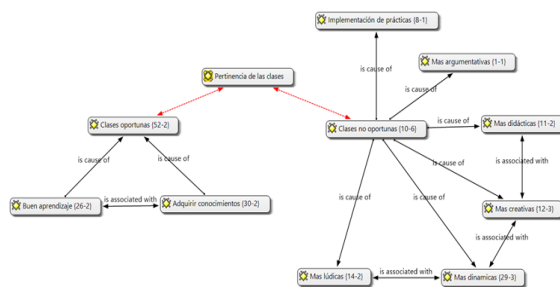 Implementación de prácticas {8-1}
is cause of
Mas argumentativas {1-1}
is cause of
Pertinencia de las clases
Clases oportunas {52-2}
Clases no oportunas {10-6}
is cause of
Mas didácticas {11-2}
is cause of
is cause of
is cause of
is associated with
Buen aprendizaje {26-2}
is associated with
Adquirir conocimientos {30-2}
is cause of
is cause of
Mas creativas {12-3}
is associated with
Mas lúdicas {14-2}
is associated with
Mas dinamicas {29-3}